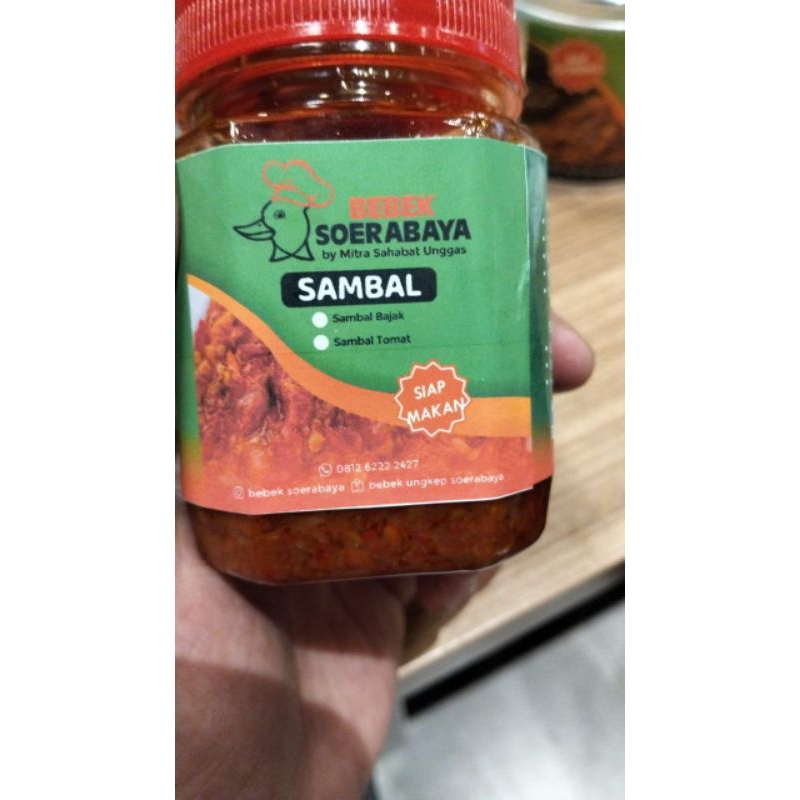 BEBEK
SOERABAYA
by Mitra Sahabat Unggas
SAMBAL
Sambal Bajak
Sambal Tomat
SIAP
MAKAN
0812 6222 2427
bebek soerabaya bebek ungkep soerabaya